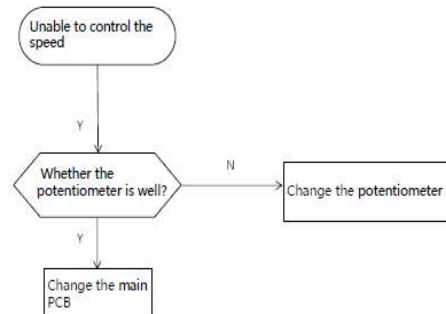 Unable to control the
speed
Y
Whether the
potentiometer is well?
N
Change the potentiometer
Y
Change the main
PCB